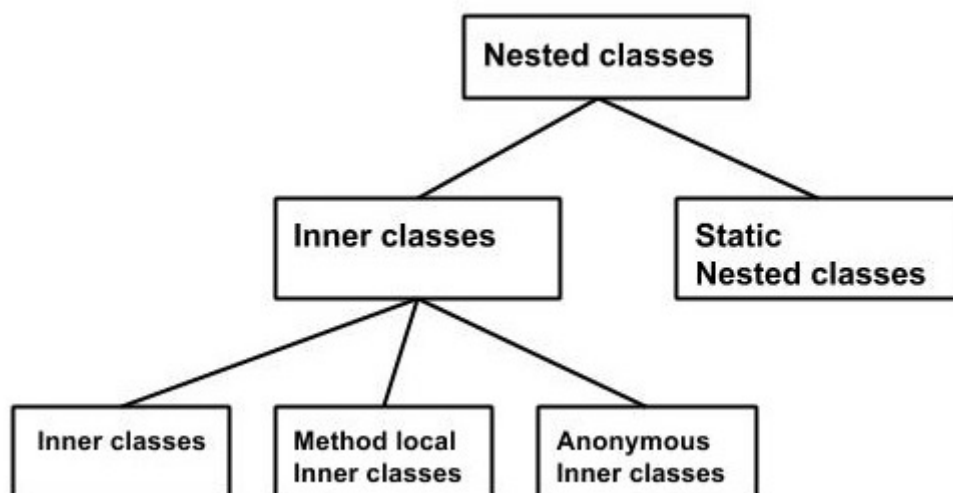 Nested classes
Inner classes
Static
Nested classes
Inner classes
Method local
Inner classes
Anonymous
Inner classes